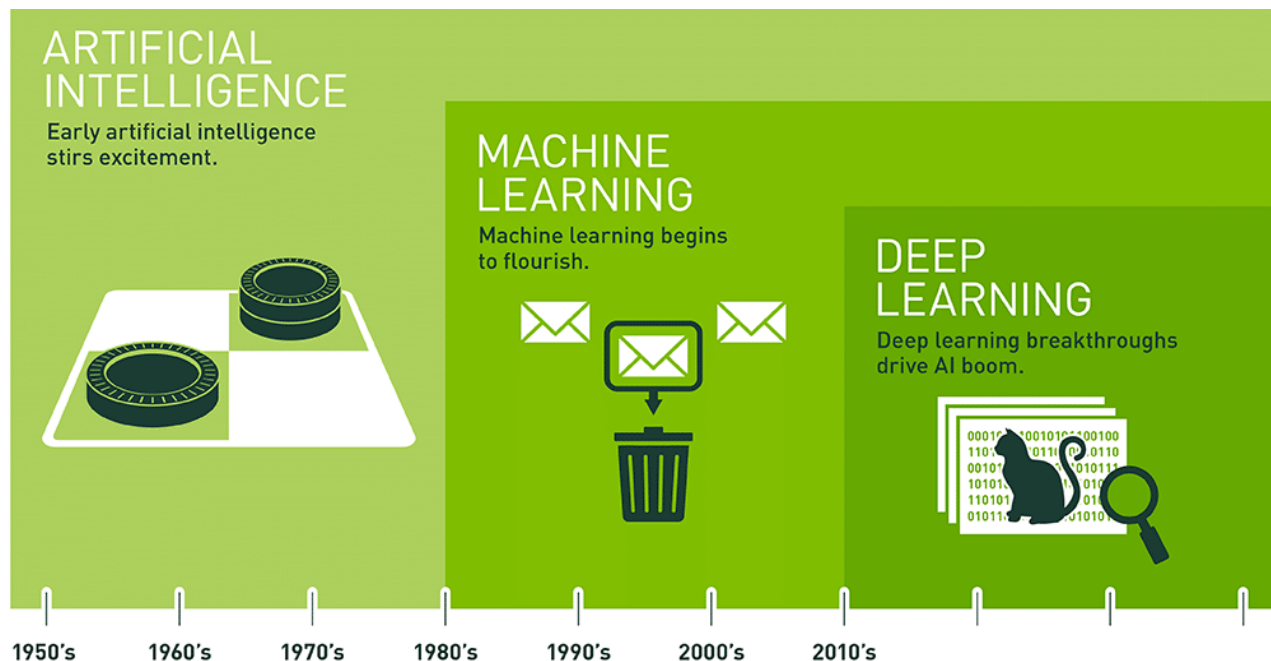 ARTIFICIAL
INTELLIGENCE
Early artificial intelligence
stirs excitement.
MACHINE
LEARNING
Machine learning begins
to flourish.
DEEP
LEARNING
Deep learning breakthroughs
drive AI boom.
1950's 1960's 1970's 1980's 1990's 2000's 2010's